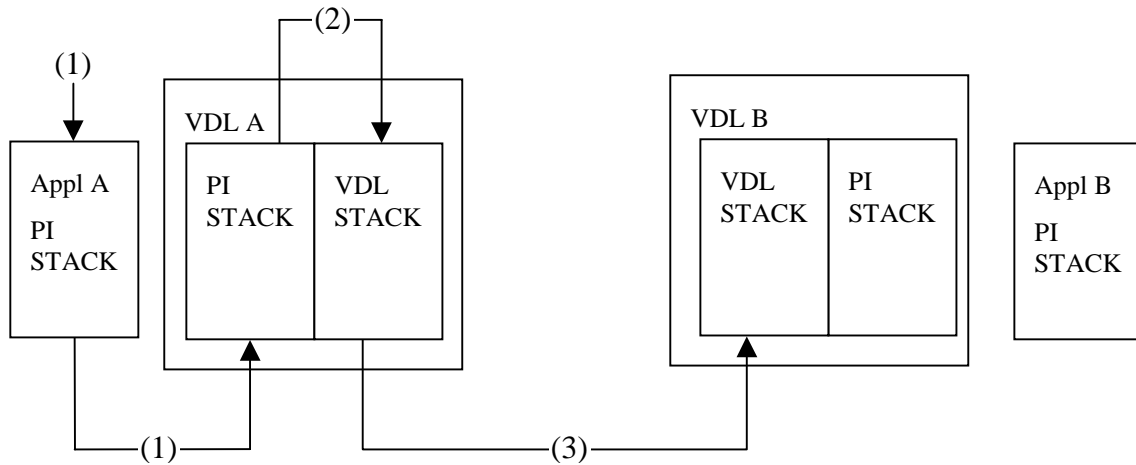 (2)
(1)
VDL A
VDL B
Appl A
PI
STACK
PI
STACK
VDL
STACK
VDL
STACK
PI
STACK
Appl B
PI
STACK
(1)
(3)